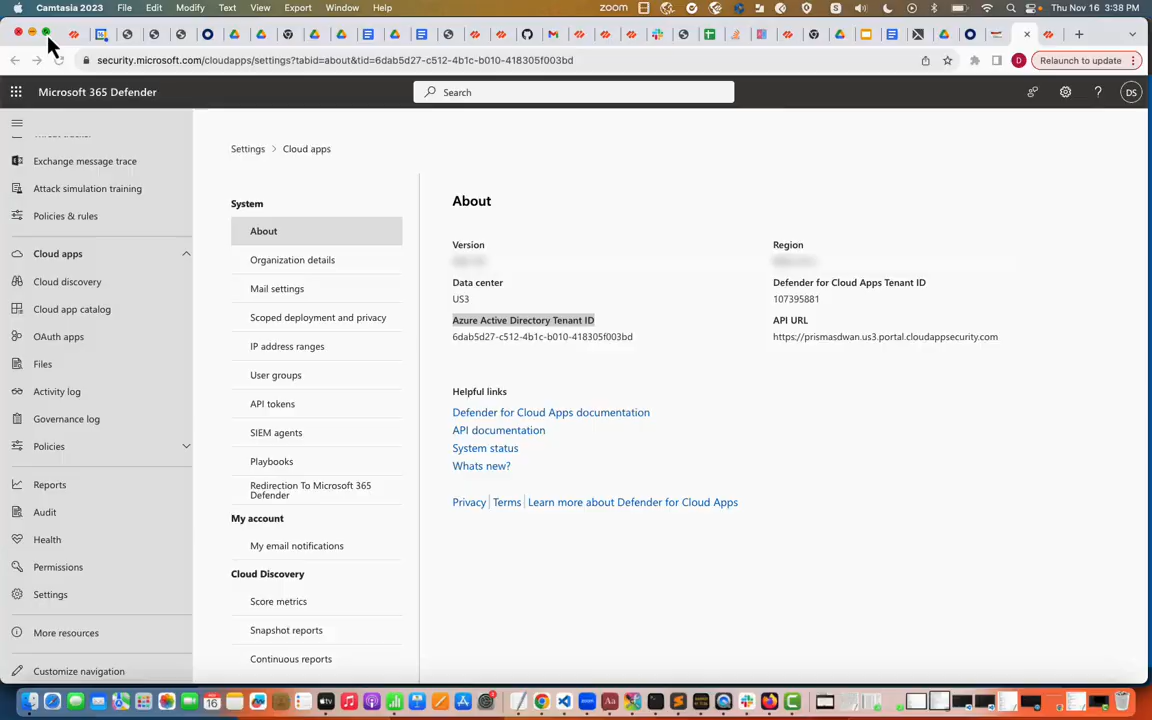 Camtasia 2023 File Edit Modify Text View Export Window Help zoom Thu Nov 16 3:38 PM
security.microsoft.com/cloudapps/settings?tabid=about&tid=6dab5d27-c512-4b1c-b010-418305f003bd
D
Relaunch to update
Microsoft 365 Defender
Search
DS
Exchange message trace
Attack simulation training
Policies & rules
Cloud apps
Cloud discovery
Cloud app catalog
OAuth apps
Files
Activity log
Governance log
Policies
Reports
Audit
Health
Permissions
Settings
More resources
Customize navigation
Settings > Cloud apps
System
About
Organization details
Mail settings
Scoped deployment and privacy
IP address ranges
User groups
API tokens
SIEM agents
Playbooks
Redirection To Microsoft 365
Defender
My account
My email notifications
Cloud Discovery
Score metrics
Snapshot reports
Continuous reports
About
Version
Region
Data center
US3
Defender for Cloud Apps Tenant ID
107395881
Azure Active Directory Tenant ID
6dab5d27-c512-4b1c-b010-418305f003bd
API URL
https://prismasdwan.us3.portal.cloudappsecurity.com
Helpful links
Defender for Cloud Apps documentation
API documentation
System status
Whats new?
Privacy | Terms | Learn more about Defender for Cloud Apps